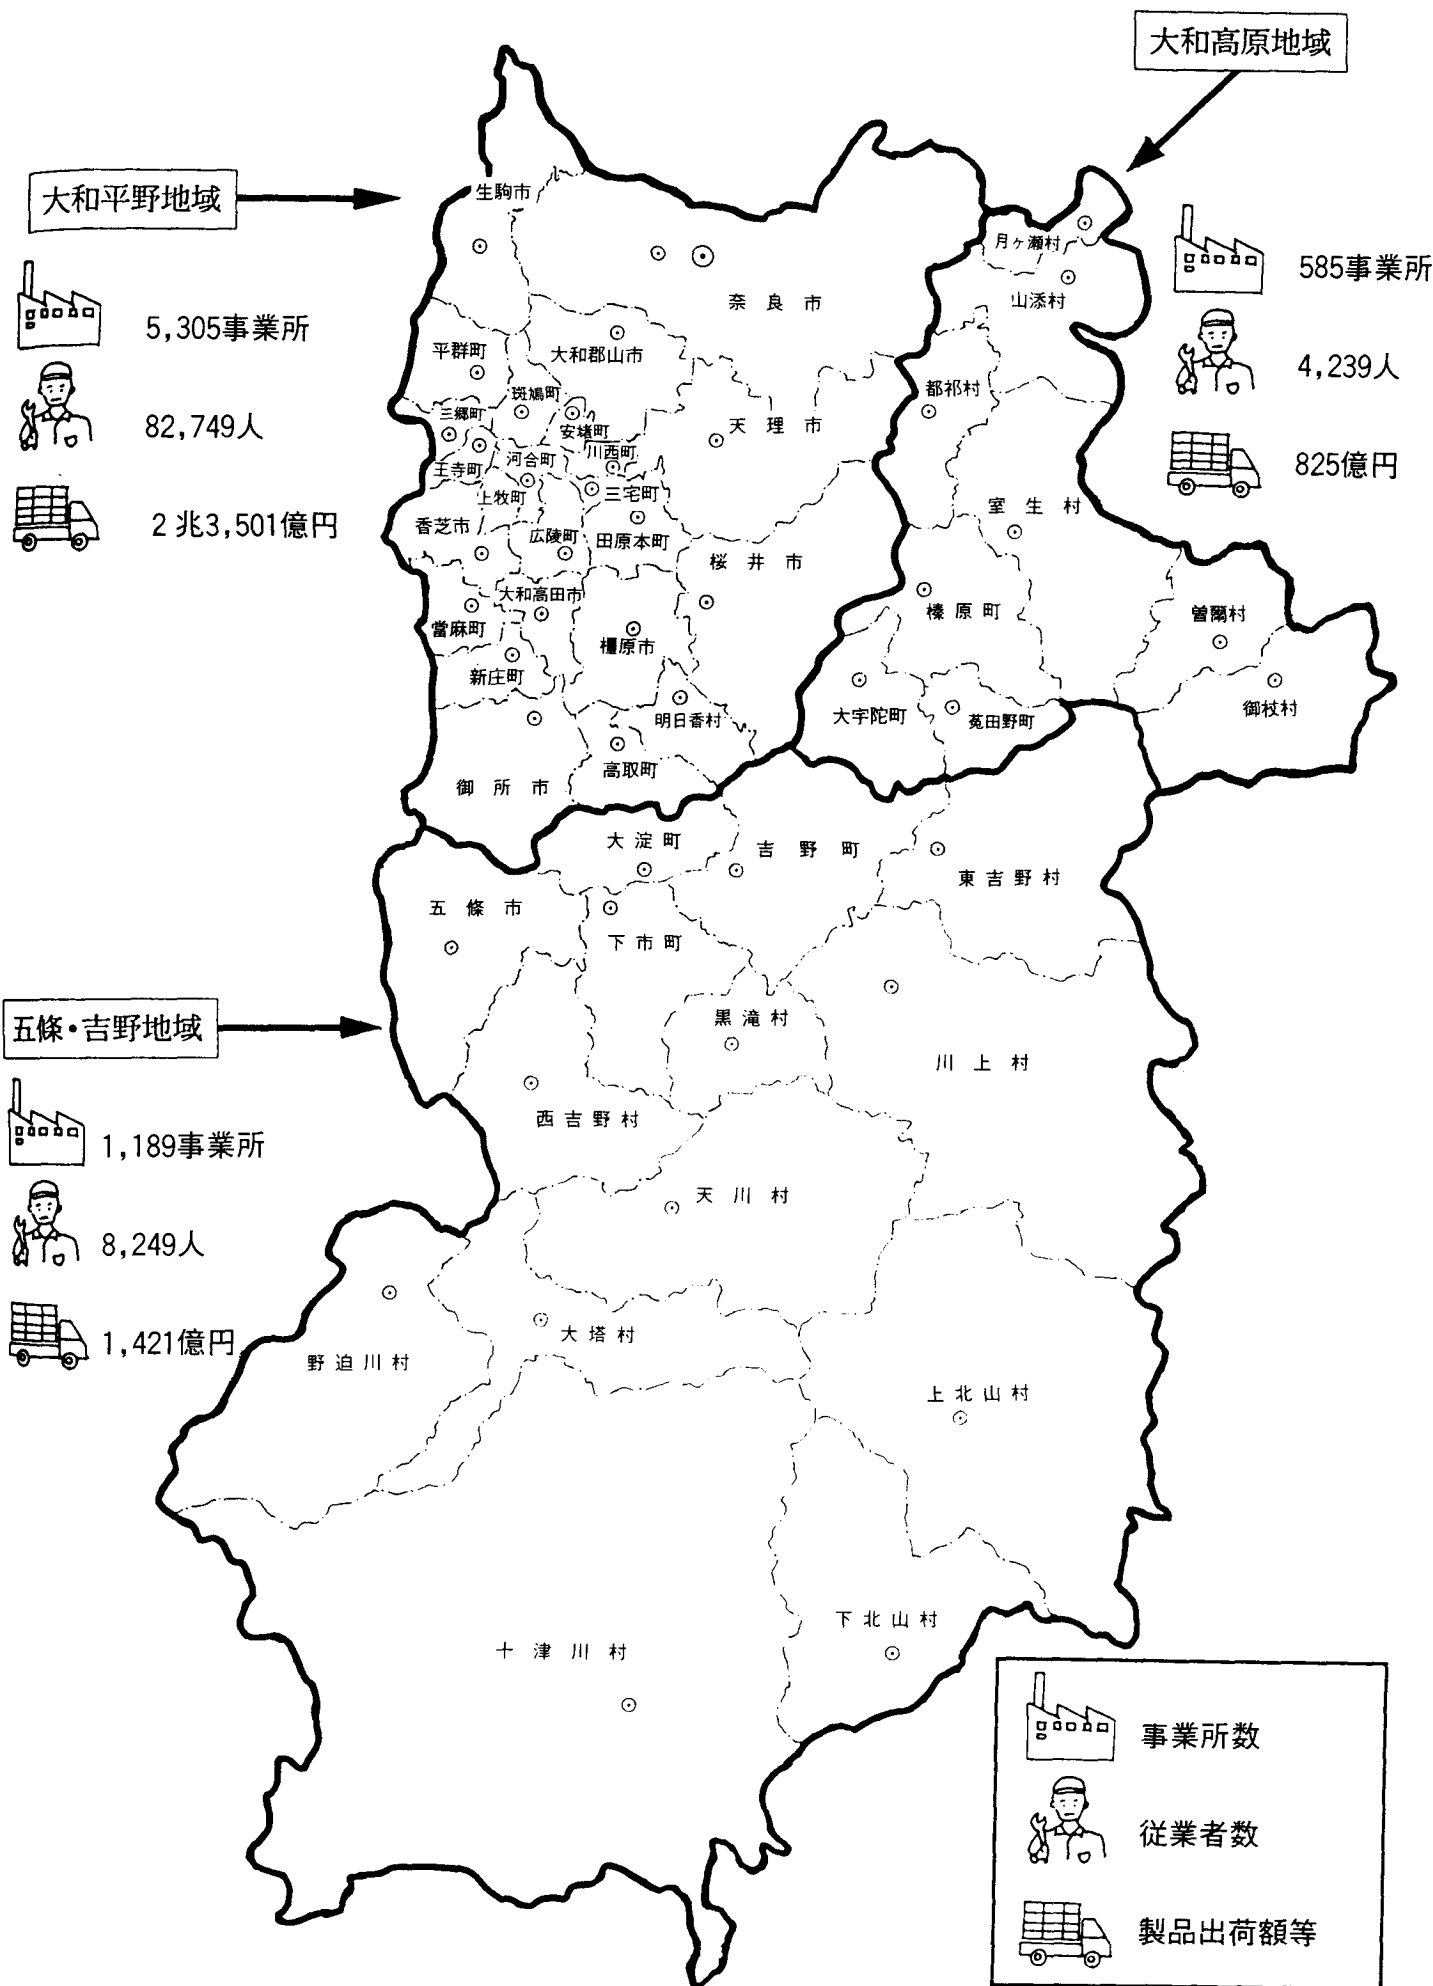 大和高原地域
585事業所
4,239人
825億円
大和平野地域
5,305事業所
82,749人
2兆3,501億円
五條・吉野地域
1,189事業所
8,249人
1,421億円
生駒市
奈良市
平群町
大和郡山市
斑鳩町
三郷町
安堵町
天理市
川西町
王寺町
河合町
上牧町
三宅町
香芝市
広陵町
田原本町
桜井市
大和高田市
當麻町
橿原市
新庄町
明日香村
高取町
御所市
月ヶ瀬村
山添村
都祁村
室生村
榛原町
曽爾村
御杖村
大宇陀町
菟田野町
大淀町
吉野町
東吉野村
五條市
下市町
黒滝村
川上村
西吉野村
天川村
大塔村
野迫川村
上北山村
下北山村
十津川村
事業所数
従業者数
製品出荷額等